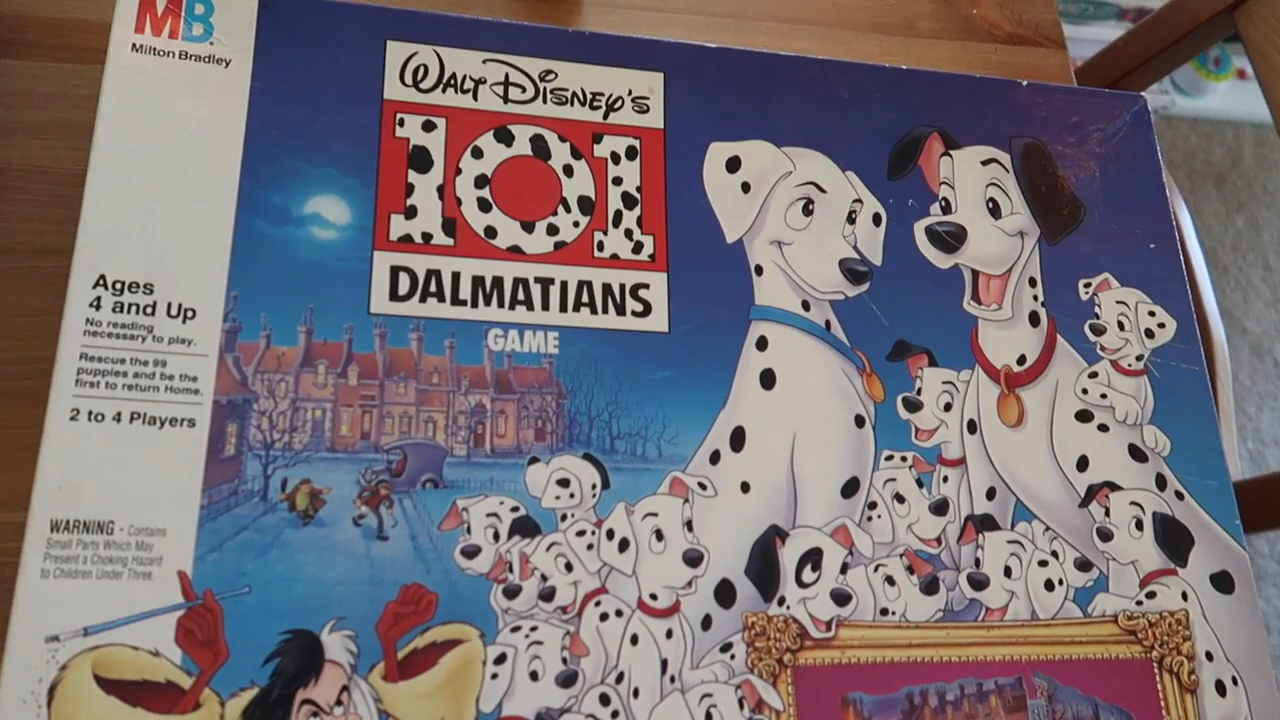 MB
Milton Bradley
WALT DISNEY'S
101
DALMATIANS
GAME
Ages
4 and Up
No reading
necessary to play.
Rescue the 99
puppies and be the
first to return Home.
2 to 4 Players
WARNING - Contains
Small Parts Which May
Present a Choking Hazard
to Children Under Three.